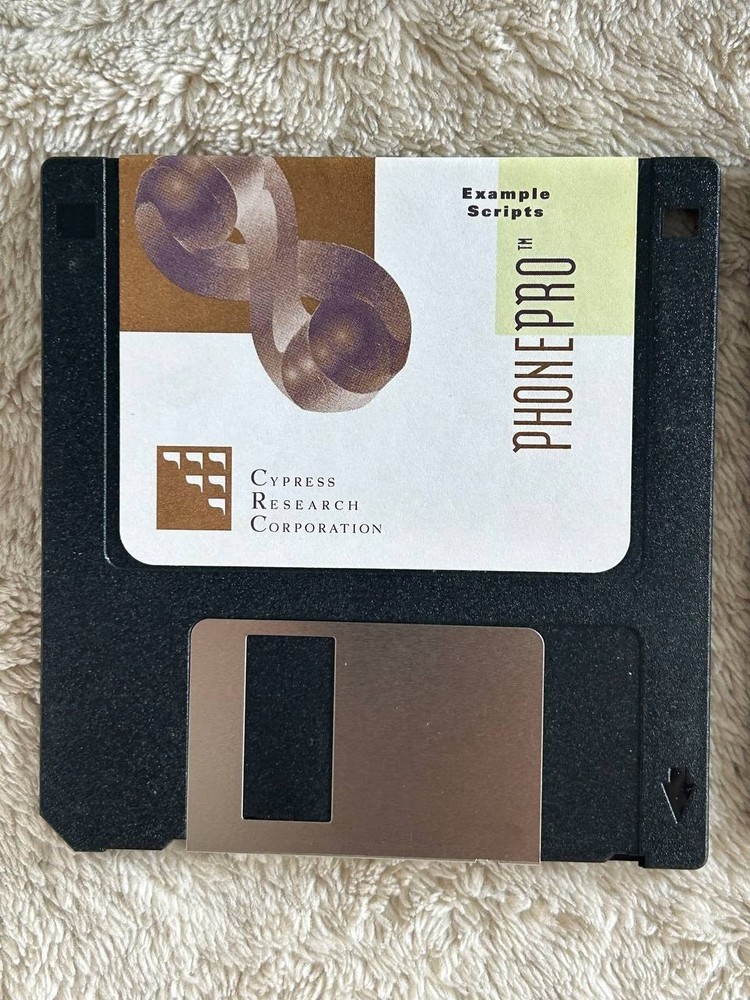 Example
Scripts
PHONEPRO™
CYPRESS
RESEARCH
CORPORATION